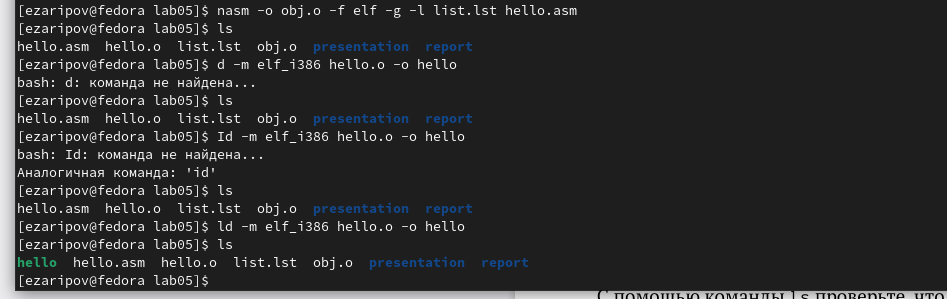 [ezaripov@fedora lab05]$ nasm -o obj.o -f elf -g -l list.lst hello.asm
[ezaripov@fedora lab05]$ ls
hello.asm hello.o list.lst obj.o presentation report
[ezaripov@fedora lab05]$ d -m elf_i386 hello.o -o hello
bash: d: команда не найдена...
[ezaripov@fedora lab05]$ ls
hello.asm hello.o list.lst obj.o presentation report
[ezaripov@fedora lab05]$ Id -m elf_i386 hello.o -o hello
bash: Id: команда не найдена...
Аналогичная команда: 'id'
[ezaripov@fedora lab05]$ ls
hello.asm hello.o list.lst obj.o presentation report
[ezaripov@fedora lab05]$ ld -m elf_i386 hello.o -o hello
[ezaripov@fedora lab05]$ ls
hello hello.asm hello.o list.lst obj.o presentation report
[ezaripov@fedora lab05]$
С помощью команды ls проверьте, что